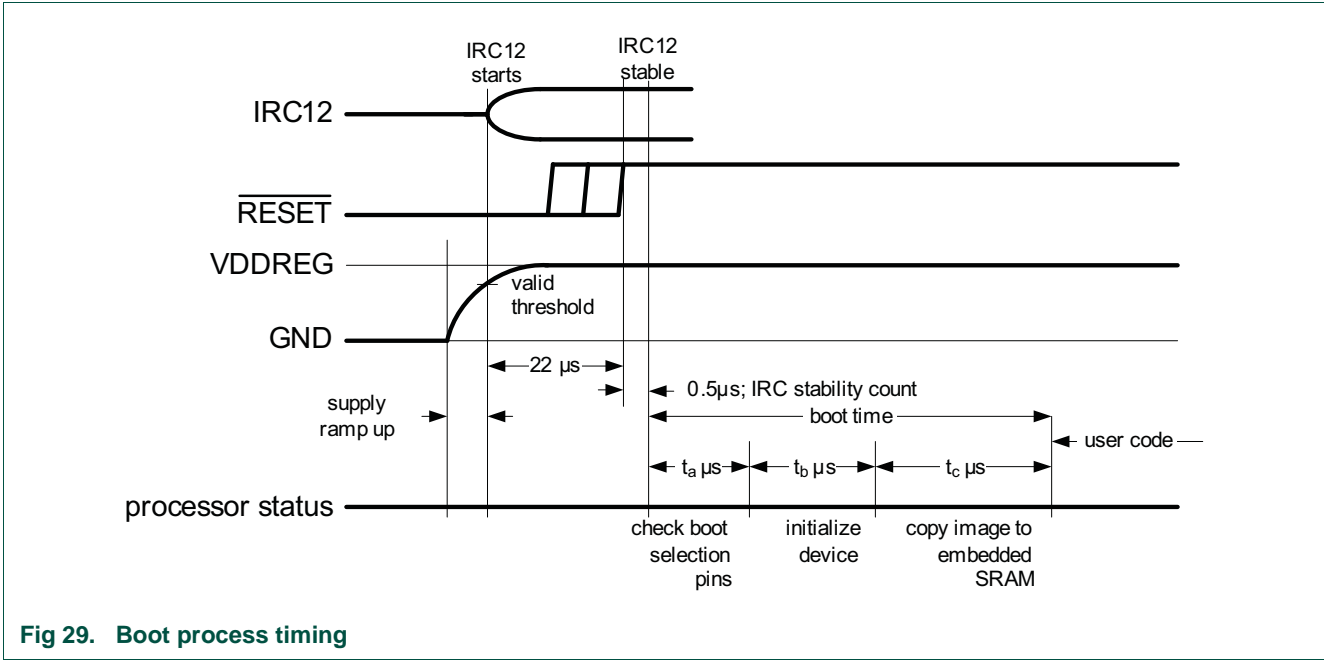 IRC12
starts
IRC12
stable
IRC12
RESET
VDDREG
valid
threshold
GND
22 µs
0.5µs; IRC stability count
supply
ramp up
boot time
user code
ta µs
tb µs
tc µs
processor status
check boot
selection
pins
initialize
device
copy image to
embedded
SRAM
Fig 29. Boot process timing